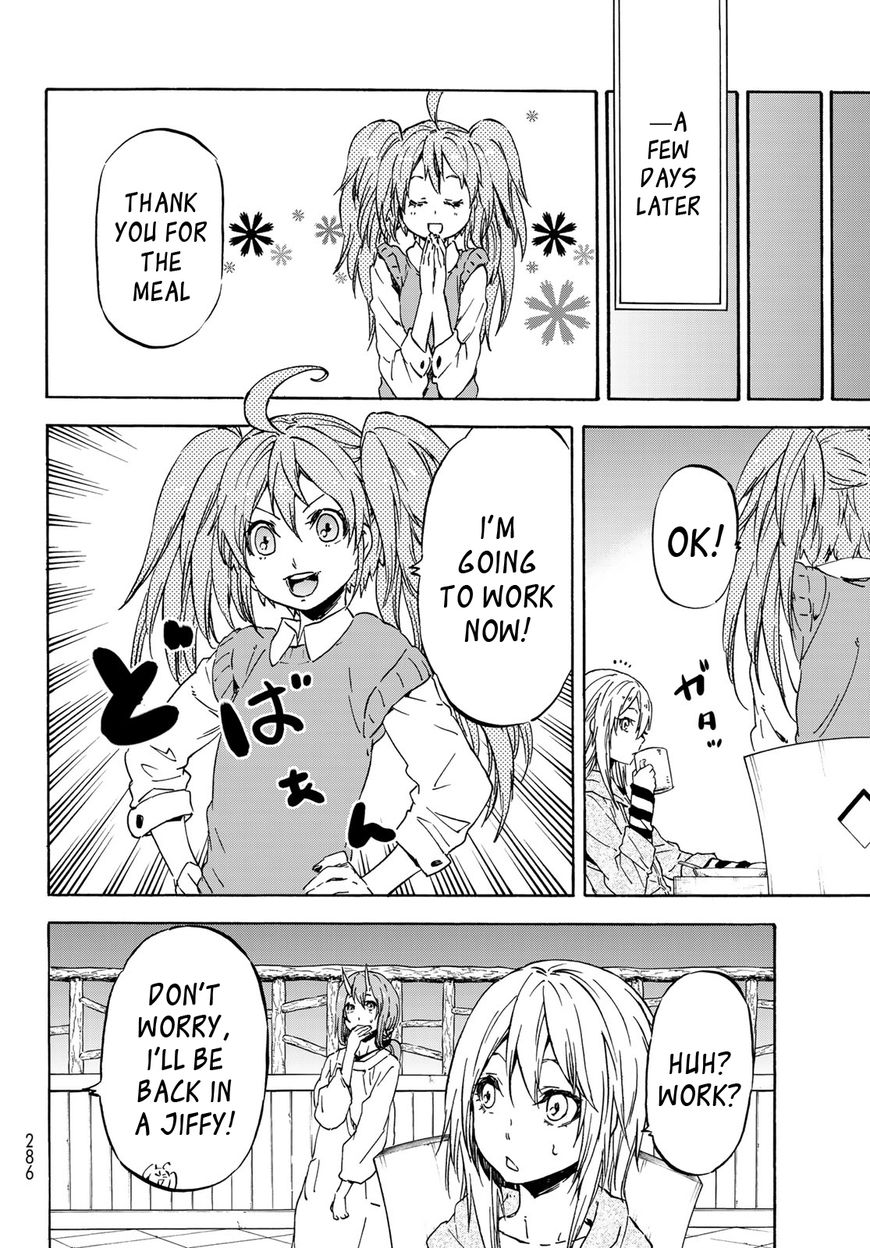 —A
FEW
DAYS
LATER
THANK
YOU FOR
THE
MEAL
OK!
ガタッ
I'M
GOING
TO WORK
NOW!
どばぁん
HUH?
WORK?
DON'T
WORRY,
I'LL BE
BACK IN
A JIFFY!
286